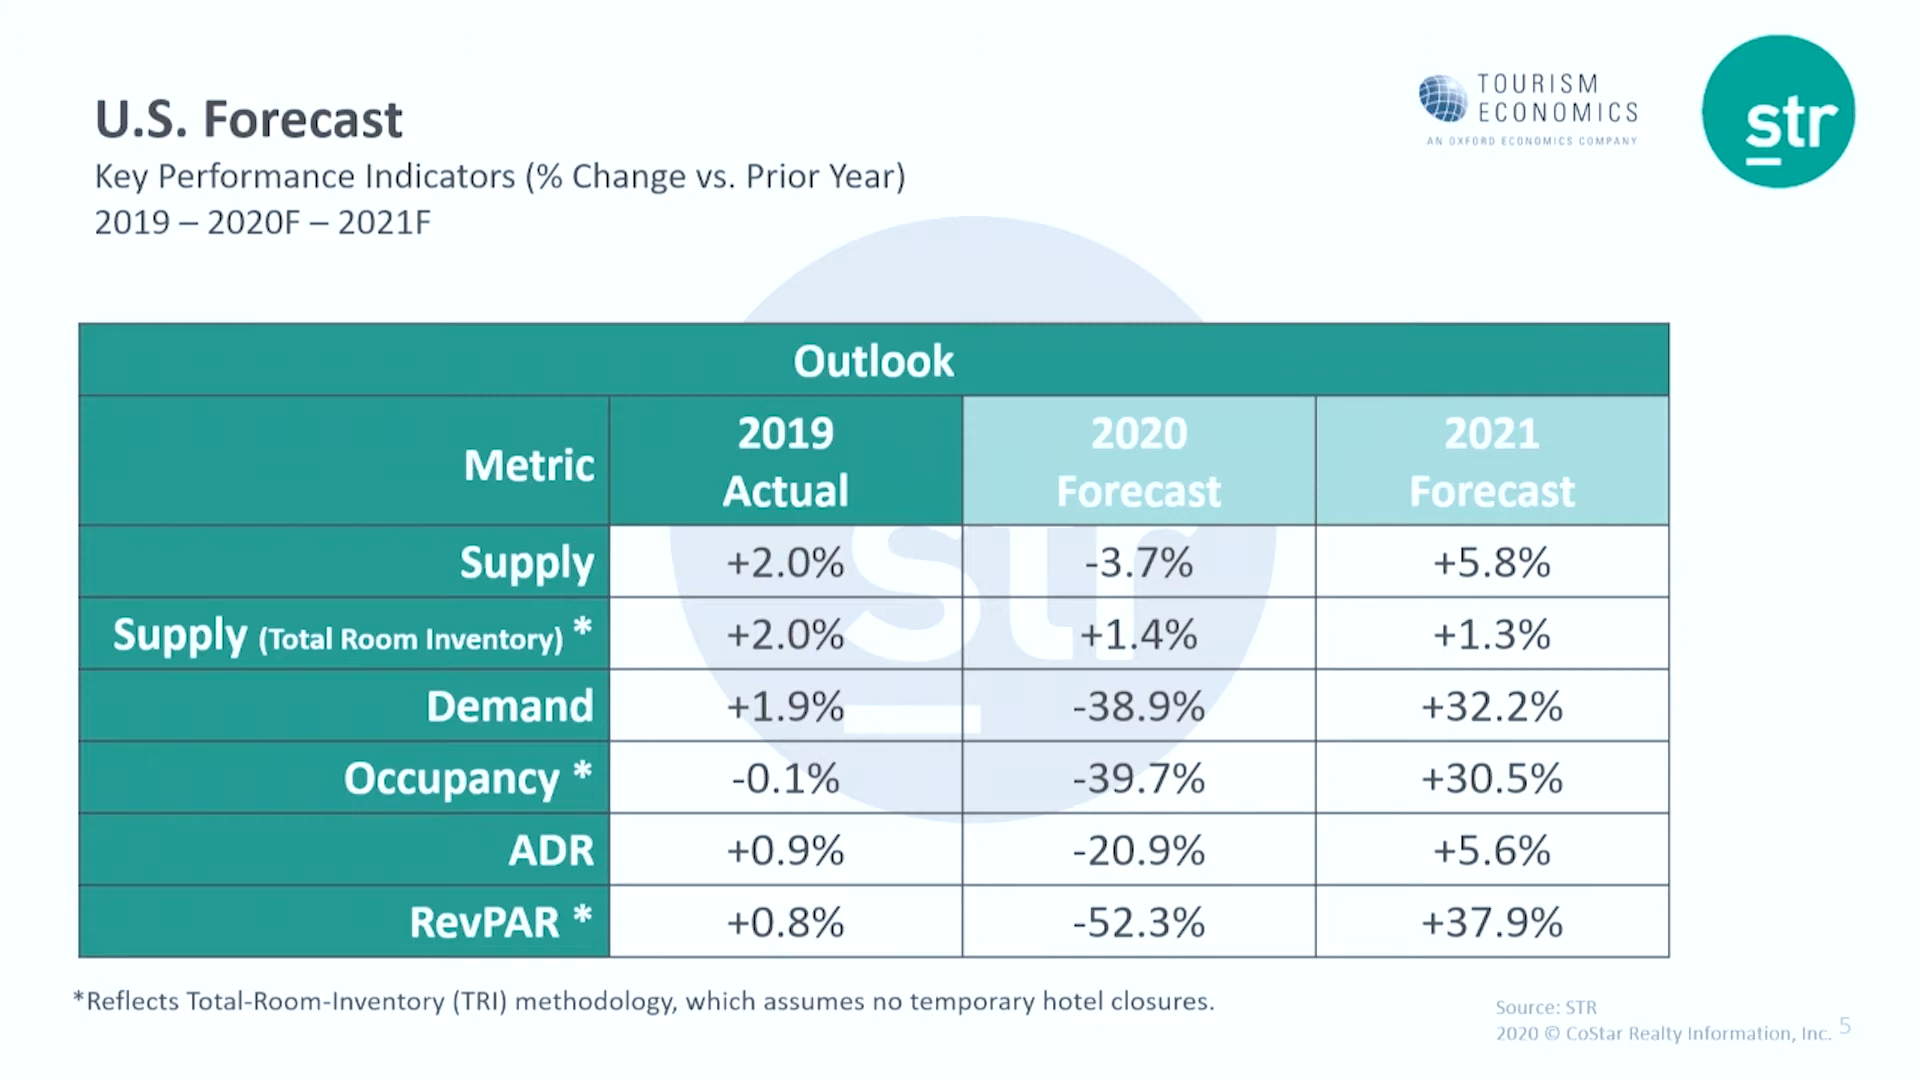 U.S. Forecast
Key Performance Indicators (% Change vs. Prior Year)
2019 – 2020F – 2021F
TOURISM
ECONOMICS
AN OXFORD ECONOMICS COMPANY
str
Outlook
Metric 2019 Actual 2020 Forecast 2021 Forecast
Supply +2.0% -3.7% +5.8%
Supply (Total Room Inventory) * +2.0% +1.4% +1.3%
Demand +1.9% -38.9% +32.2%
Occupancy * -0.1% -39.7% +30.5%
ADR +0.9% -20.9% +5.6%
RevPAR * +0.8% -52.3% +37.9%
str
*Reflects Total-Room-Inventory (TRI) methodology, which assumes no temporary hotel closures.
Source: STR
2020 © CoStar Realty Information, Inc. 5